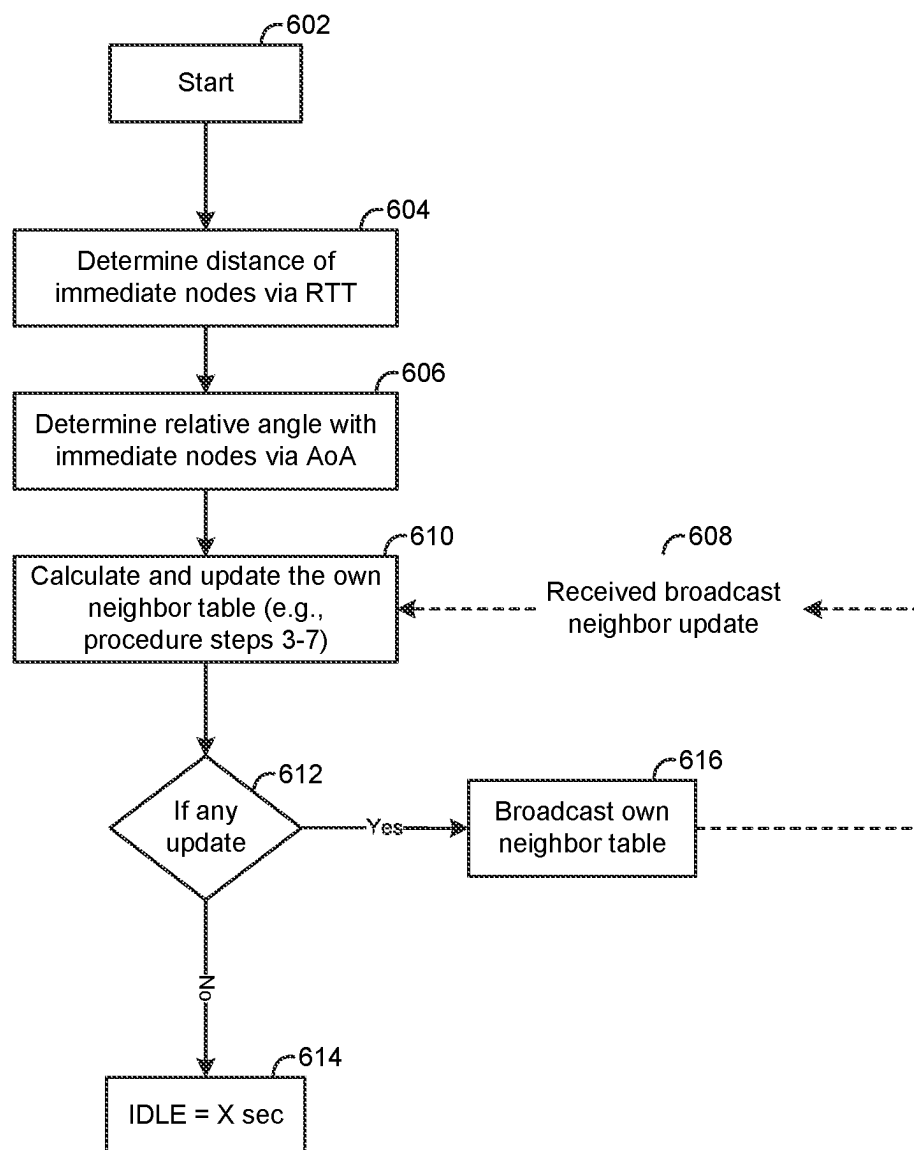 602
Start
604
Determine distance of
immediate nodes via RTT
606
Determine relative angle with
immediate nodes via AoA
610
Calculate and update the own
neighbor table (e.g.,
procedure steps 3-7)
608
Received broadcast
neighbor update
612
If any
update
Yes
616
Broadcast own
neighbor table
No
614
IDLE = X sec